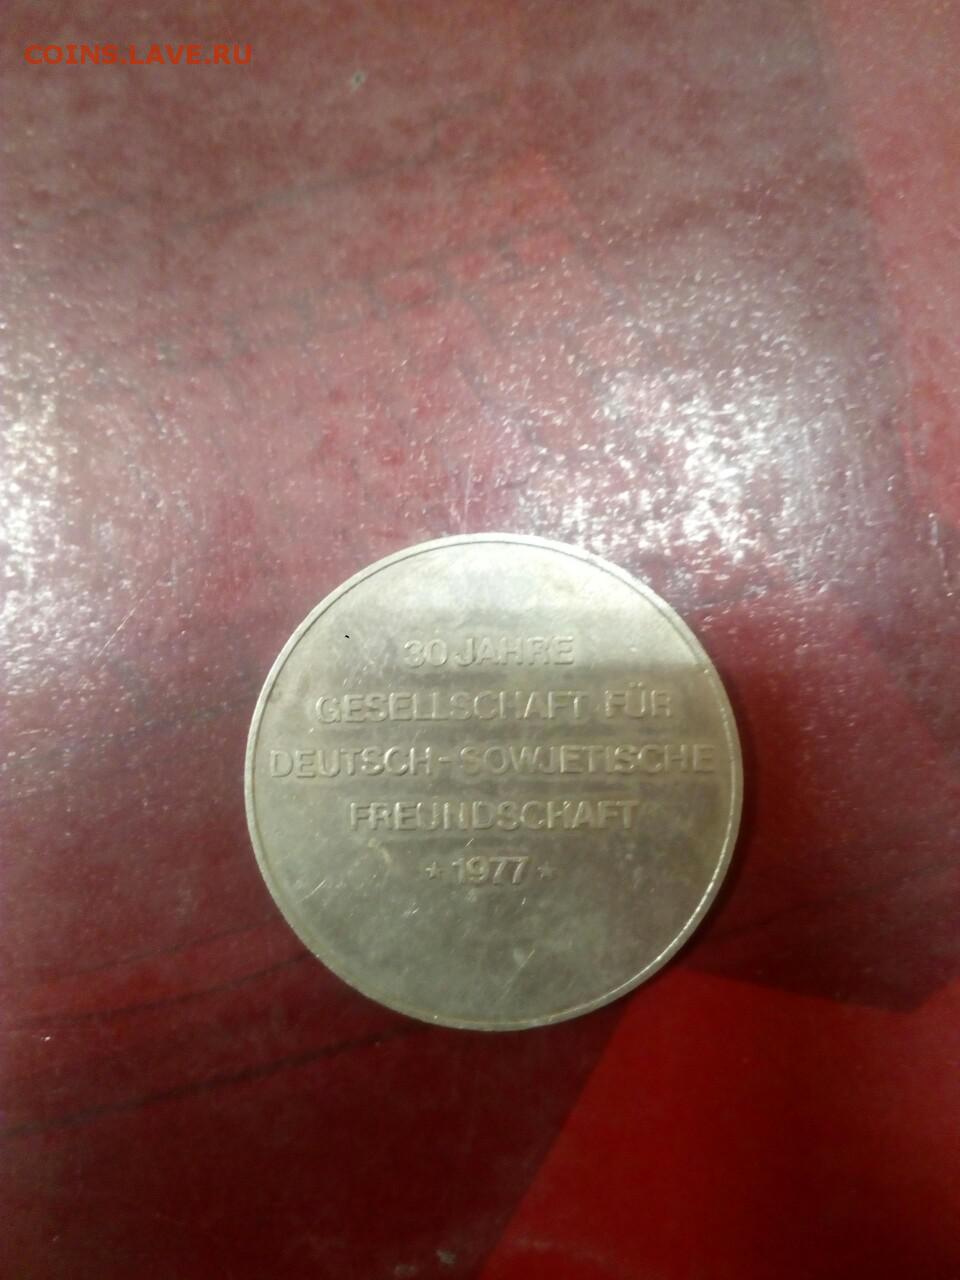 COINS.LAVE.RU
30 JAHRE
GESELLSCHAFT FÜR
DEUTSCH-SOWJETISCHE
FREUNDSCHAFT
* 1977 *